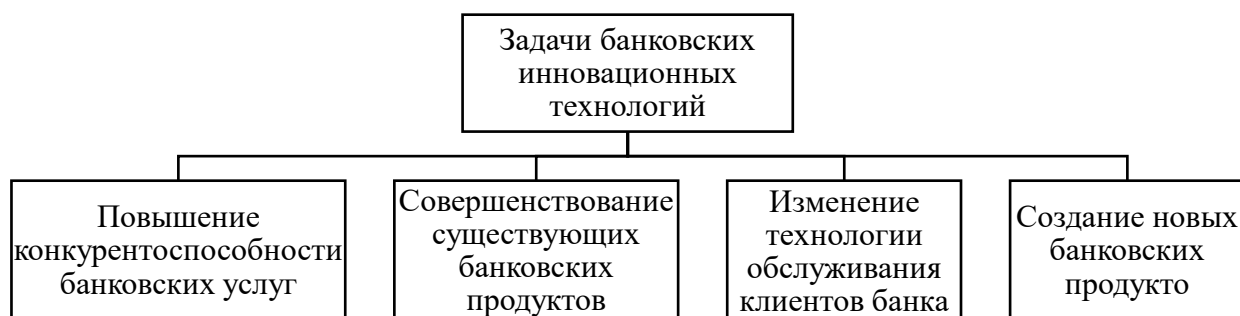 Задачи банковских
инновационных
технологий
Повышение
конкурентоспособности
банковских услуг
Совершенствование
существующих
банковских
продуктов
Изменение
технологии
обслуживания
клиентов банка
Создание новых
банковских
продукто